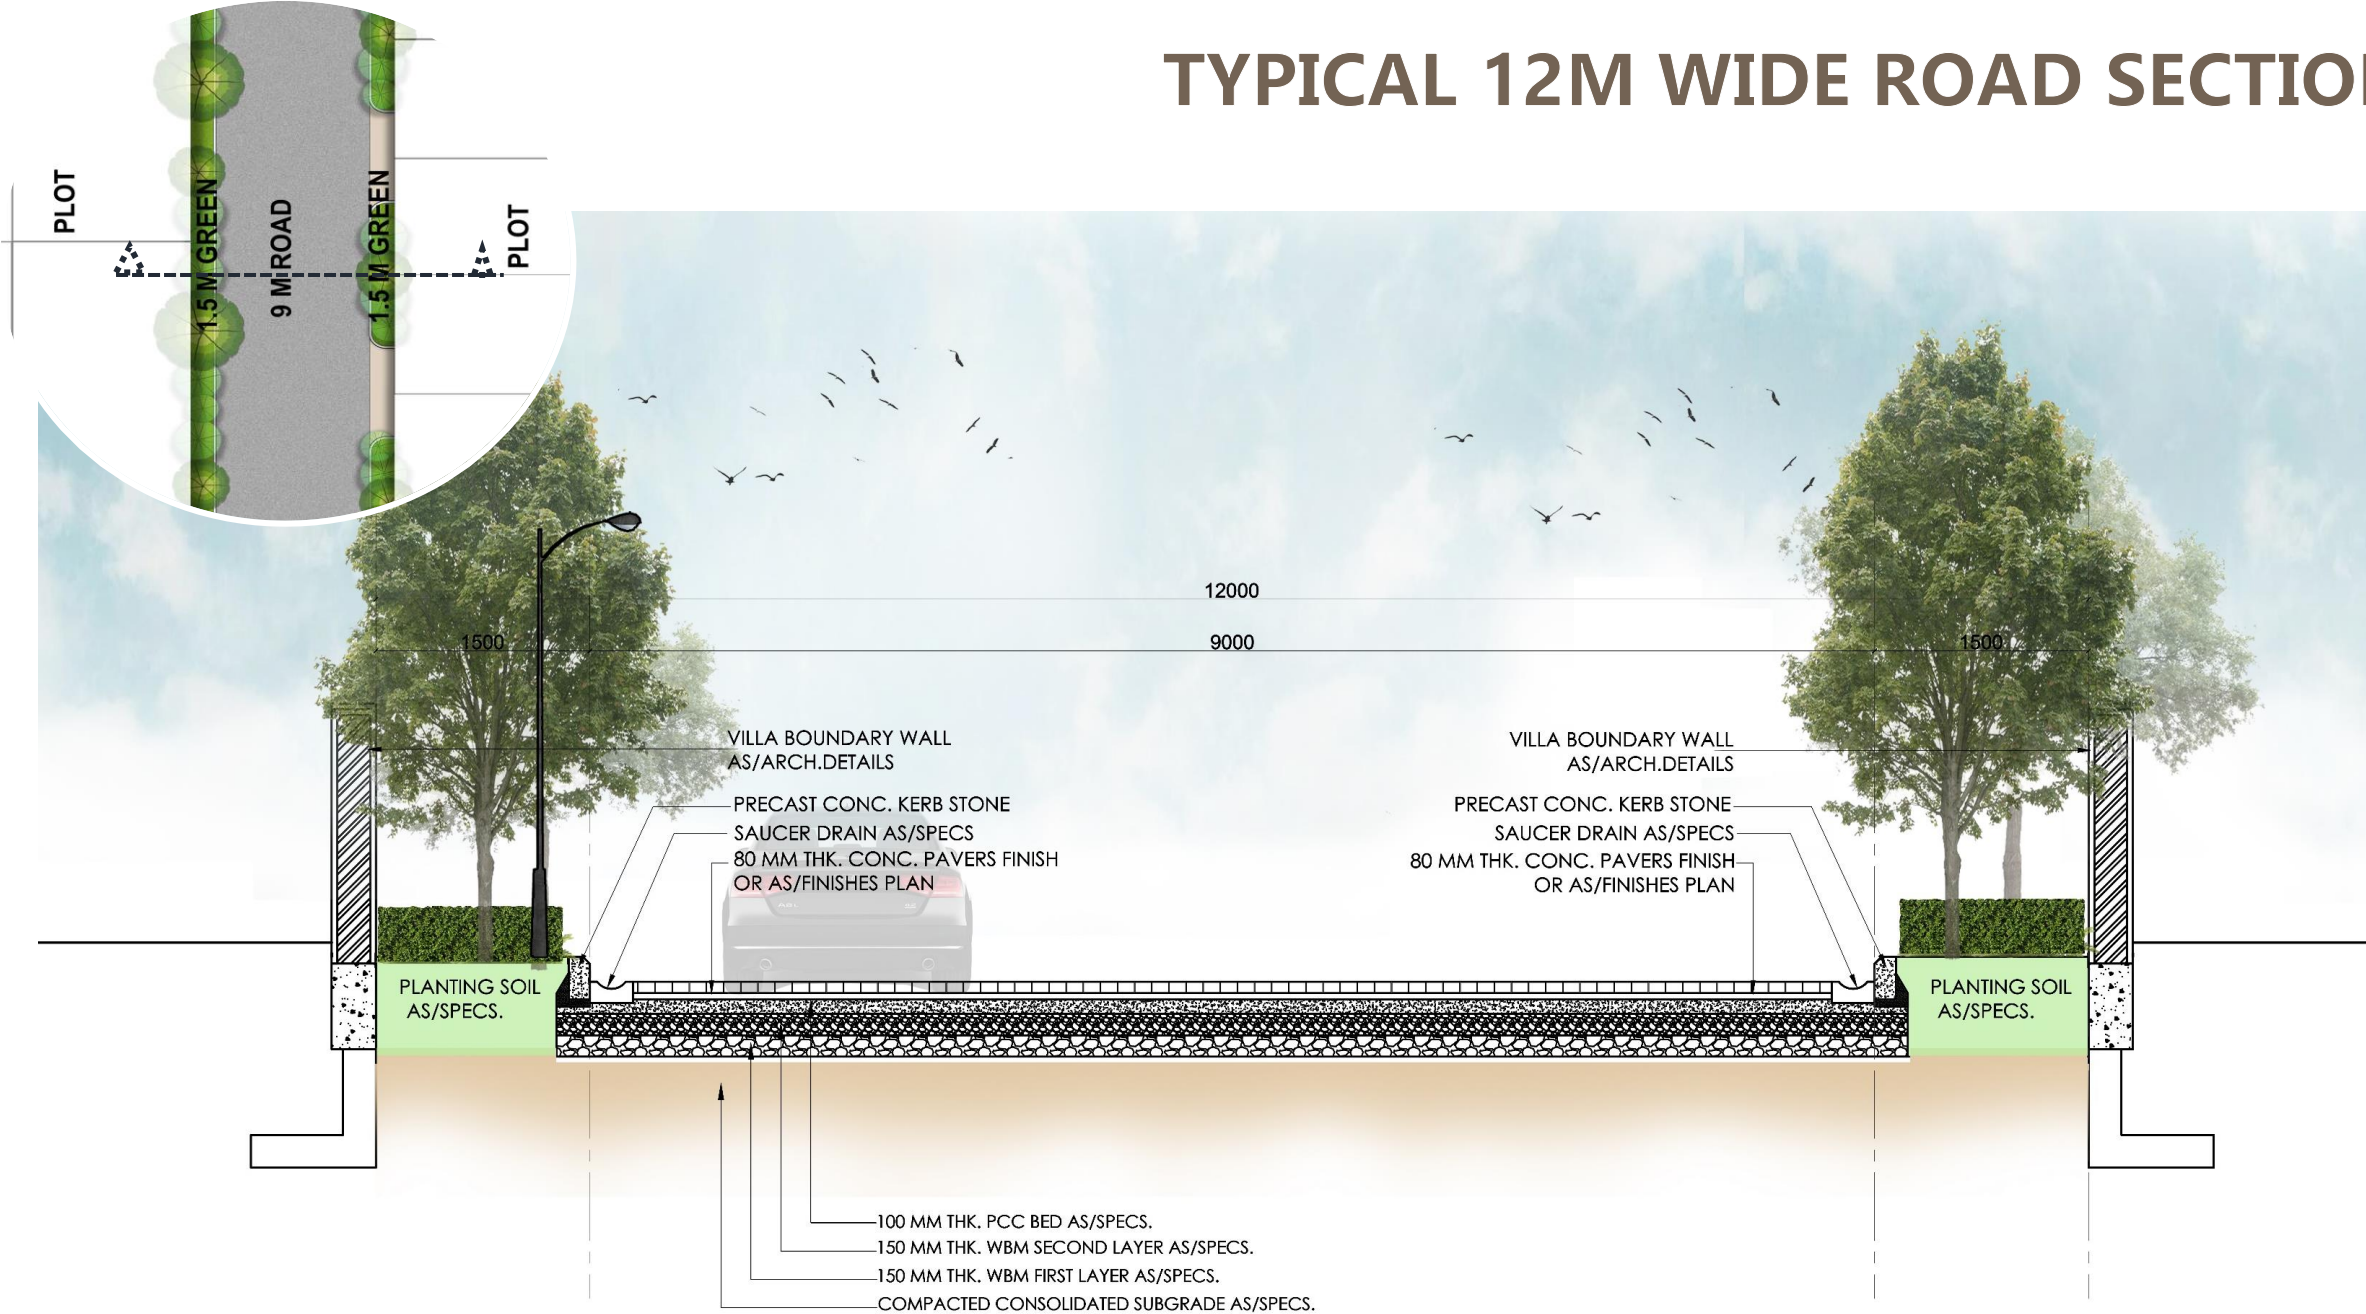 TYPICAL 12M WIDE ROAD SECTIO
PLOT
1.5 M GREEN
9 M ROAD
1.5 M GREEN
PLOT
12000
1500
9000
1500
VILLA BOUNDARY WALL
AS/ARCH.DETAILS
PRECAST CONC. KERB STONE
SAUCER DRAIN AS/SPECS
80 MM THK. CONC. PAVERS FINISH
OR AS/FINISHES PLAN
VILLA BOUNDARY WALL
AS/ARCH.DETAILS
PRECAST CONC. KERB STONE
SAUCER DRAIN AS/SPECS
80 MM THK. CONC. PAVERS FINISH
OR AS/FINISHES PLAN
PLANTING SOIL
AS/SPECS.
PLANTING SOIL
AS/SPECS.
100 MM THK. PCC BED AS/SPECS.
150 MM THK. WBM SECOND LAYER AS/SPECS.
150 MM THK. WBM FIRST LAYER AS/SPECS.
COMPACTED CONSOLIDATED SUBGRADE AS/SPECS.